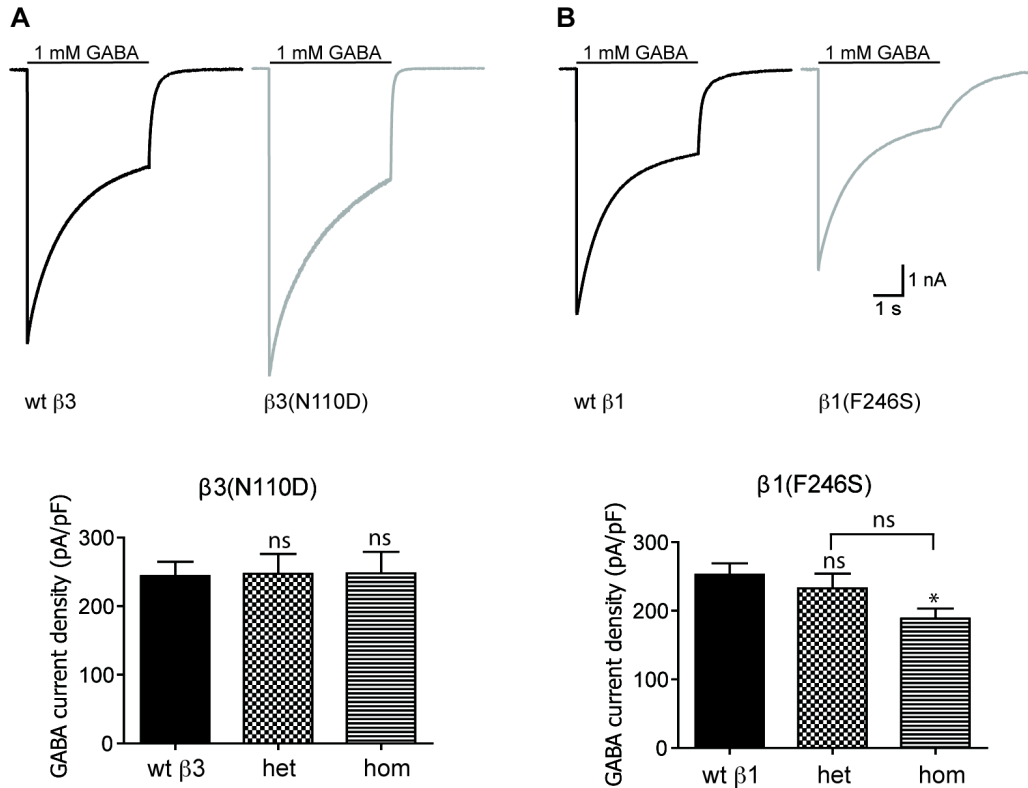 A
B
1 mM GABA
1 mM GABA
1 mM GABA
1 mM GABA
1 nA
1 s
wt β3
β3(N110D)
wt β1
β1(F246S)
β3(N110D)
GABA current density (pA/pF)
300
200
100
0
ns
ns
wt β3
het
hom
β1(F246S)
GABA current density (pA/pF)
300
200
100
0
ns
ns
*
wt β1
het
hom